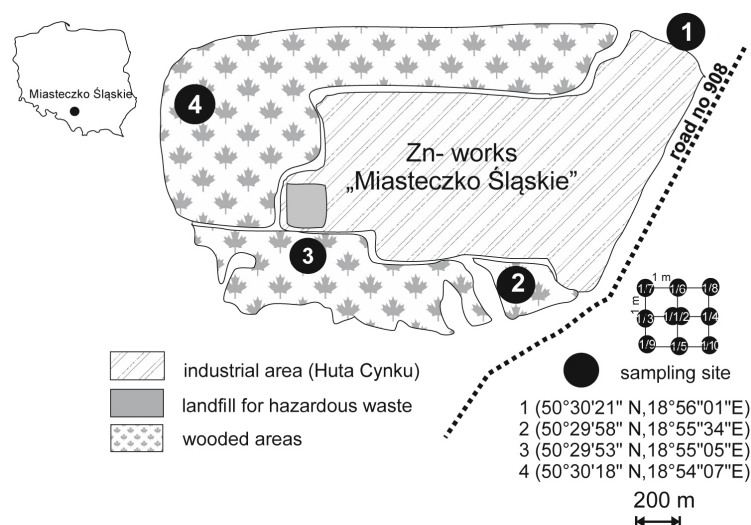 Miasteczko Śląskie
1
4
road no 908
Zn- works
„Miasteczko Śląskie”
3
2
1 m
1 m
1/7 1/6 1/8
1/3 1/1/2 1/4
1/9 1/5 1/10
industrial area (Huta Cynku)
landfill for hazardous waste
wooded areas
sampling site
1 (50°30'21" N,18°56'01"E)
2 (50°29'58" N,18°55'34"E)
3 (50°29'53" N,18°55'05"E)
4 (50°30'18" N,18°54'07"E)
200 m